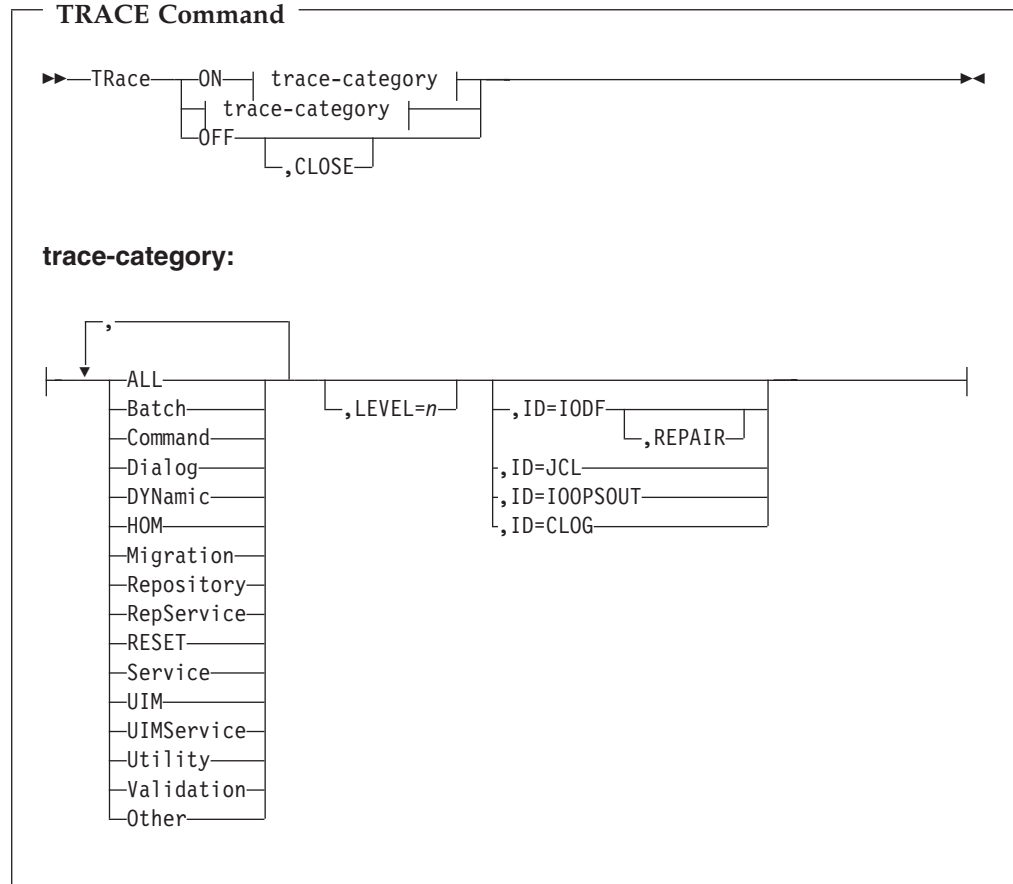 TRACE Command
TRace ON trace-category
trace-category
OFF
,CLOSE
trace-category:
,
ALL
Batch ,LEVEL=n ,ID=IODF
Command ,REPAIR
Dialog ,ID=JCL
DYNamic ,ID=IOOPSOUT
HOM ,ID=CLOG
Migration
Repository
RepService
RESET
Service
UIM
UIMService
Utility
Validation
Other